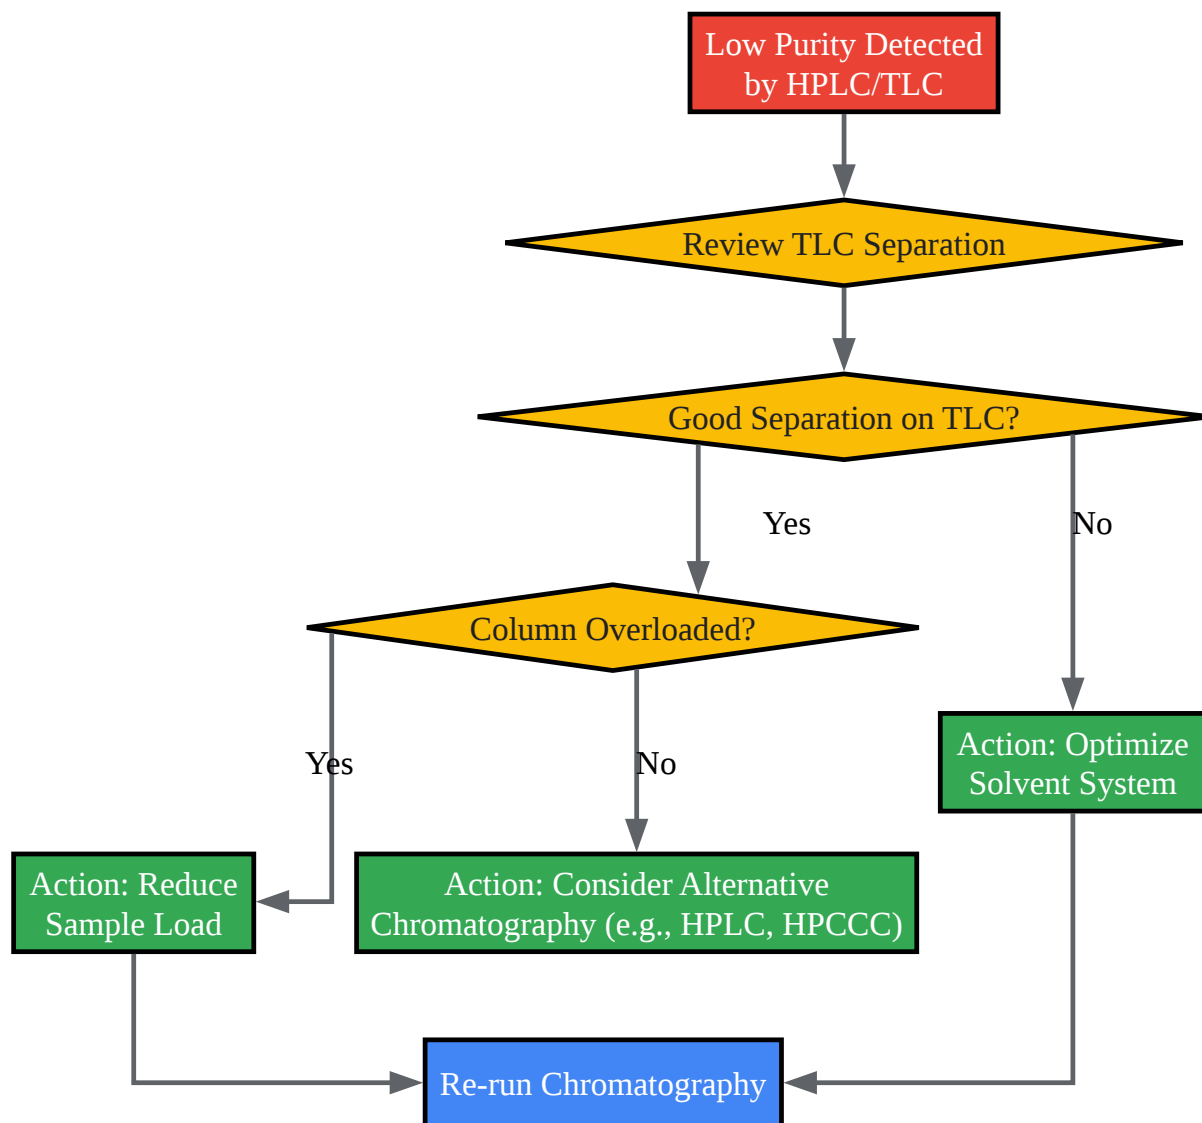 Low Purity Detected
by HPLC/TLC
Review TLC Separation
Good Separation on TLC?
Yes
No
Column Overloaded?
Yes
No
Action: Optimize
Solvent System
Action: Reduce
Sample Load
Action: Consider Alternative
Chromatography (e.g., HPLC, HPCCC)
Re-run Chromatography